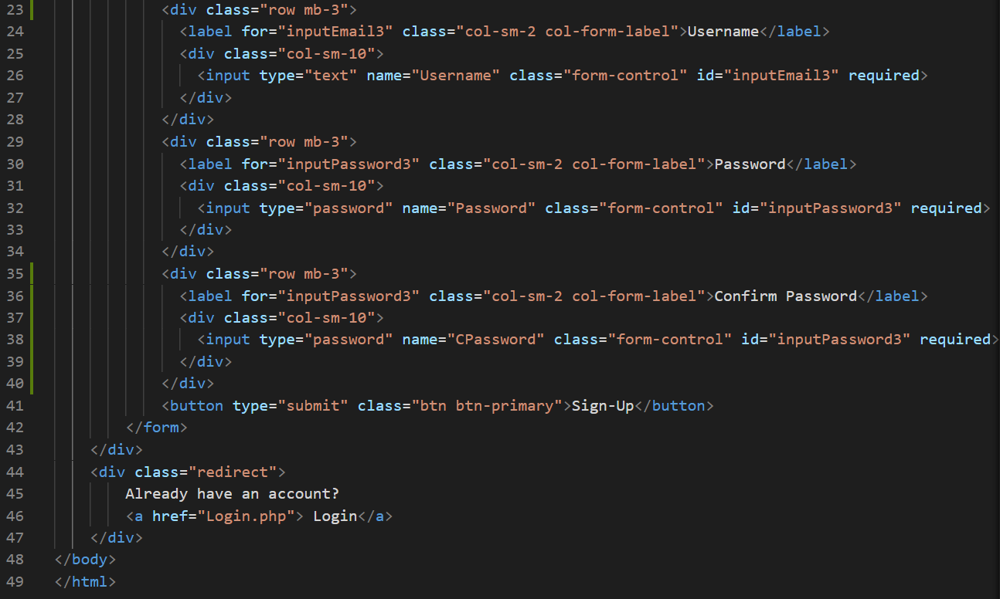 23 <div class="row mb-3">
24 <label for="inputEmail3" class="col-sm-2 col-form-label">Username</label>
25 <div class="col-sm-10">
26 <input type="text" name="Username" class="form-control" id="inputEmail3" required>
27 </div>
28 </div>
29 <div class="row mb-3">
30 <label for="inputPassword3" class="col-sm-2 col-form-label">Password</label>
31 <div class="col-sm-10">
32 <input type="password" name="Password" class="form-control" id="inputPassword3" required>
33 </div>
34 </div>
35 <div class="row mb-3">
36 <label for="inputPassword3" class="col-sm-2 col-form-label">Confirm Password</label>
37 <div class="col-sm-10">
38 <input type="password" name="CPassword" class="form-control" id="inputPassword3" required>
39 </div>
40 </div>
41 <button type="submit" class="btn btn-primary">Sign-Up</button>
42 </form>
43 </div>
44 <div class="redirect">
45 Already have an account?
46 <a href="Login.php"> Login</a>
47 </div>
48 </body>
49 </html>